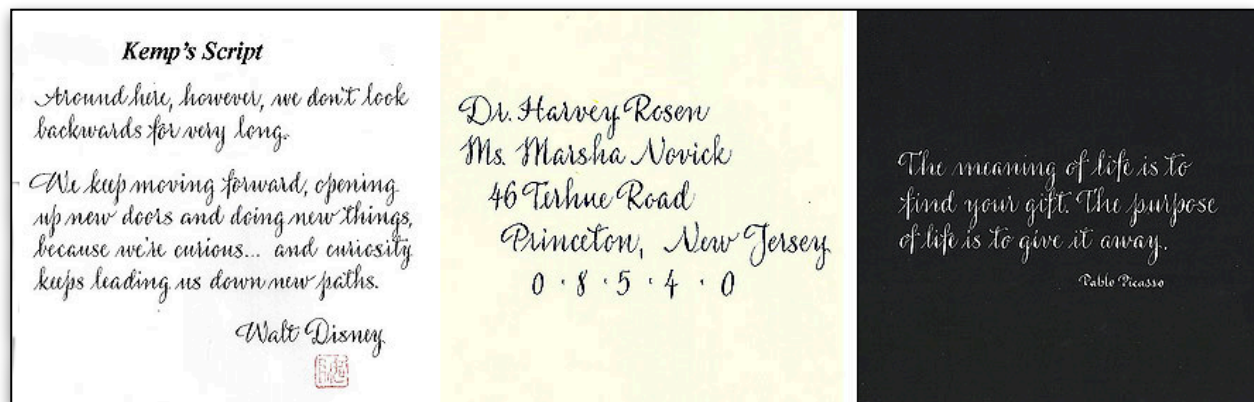 Kemp's Script
Around here, however, we don't look
backwards for very long.
We keep moving forward, opening
up new doors and doing new things,
because we're curious... and curiosity
keeps leading us down new paths.
Walt Disney
Dr. Harvey Rosen
Ms. Marsha Novick
46 Terhue Road
Princeton, New Jersey
0 · 8 · 5 · 4 · 0
The meaning of life is to
find your gift. The purpose
of life is to give it away.
Pablo Picasso